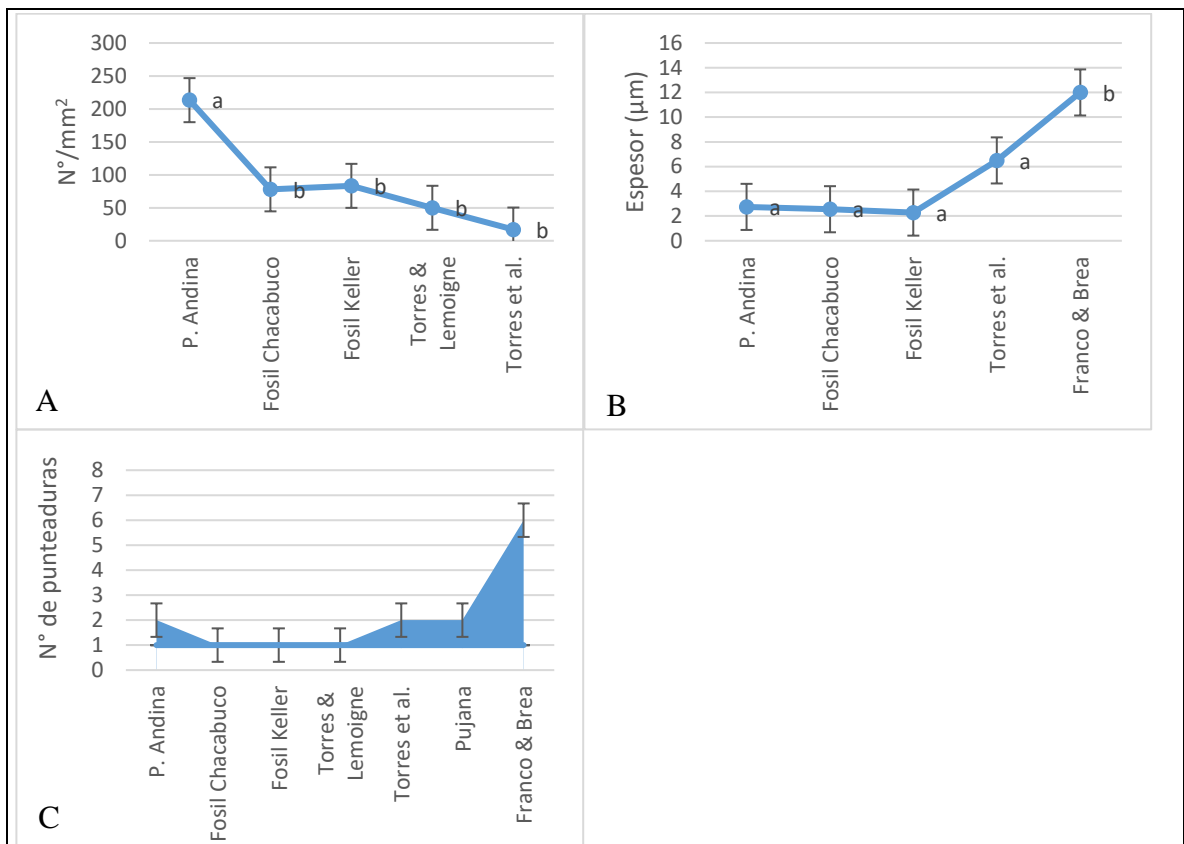 300
250
200
150
100
50
0
N°/mm²
a
b
b
b
b
P. Andina
Fosil Chacabuco
Fosil Keller
Torres &
Lemoigne
Torres et al.
A
16
14
12
10
8
6
4
2
0
Espesor (µm)
a
a
a
a
b
P. Andina
Fosil Chacabuco
Fosil Keller
Torres et al.
Franco & Brea
B
8
7
6
5
4
3
2
1
0
N° de punteaduras
P. Andina
Fosil Chacabuco
Fosil Keller
Torres &
Lemoigne
Torres et al.
Pujana
Franco & Brea
C